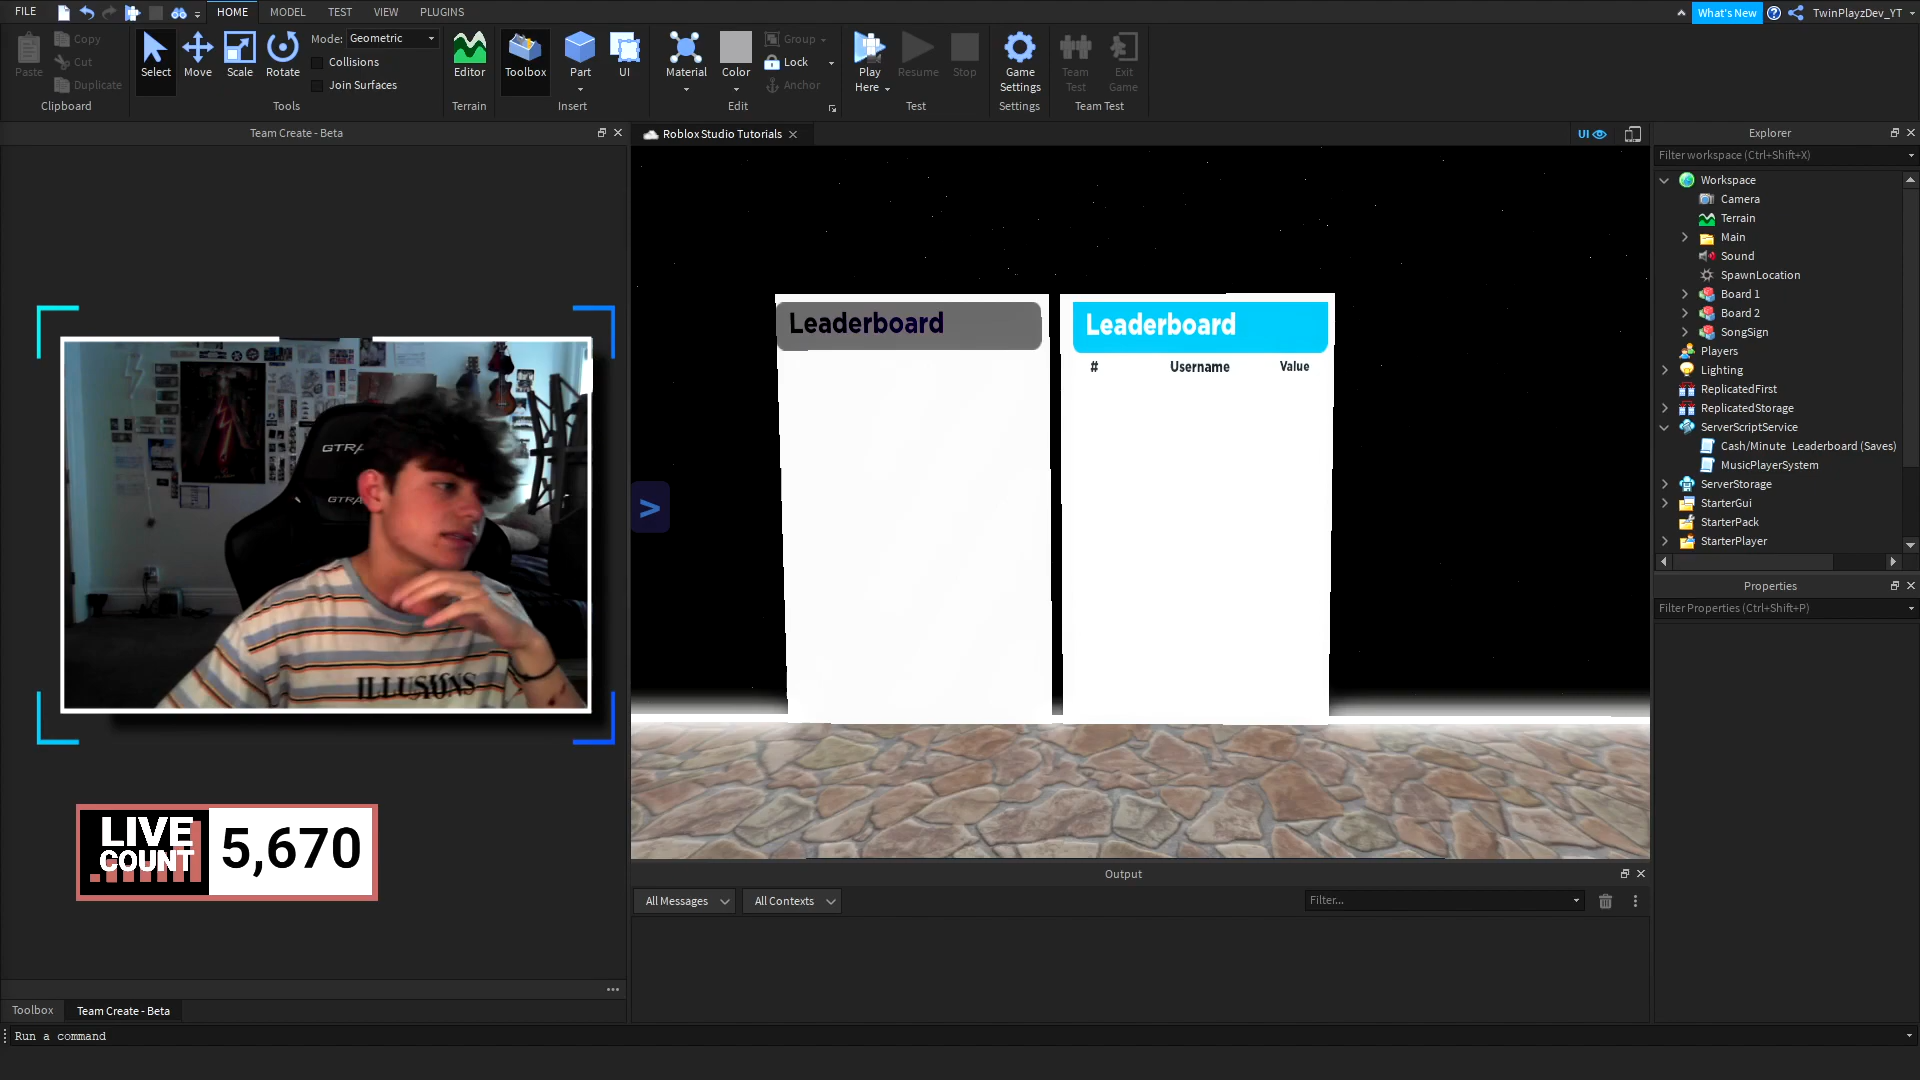 FILE
HOME
MODEL
TEST
VIEW
PLUGINS
What's New
TwinPlayzDev_YT
Paste
Copy
Cut
Duplicate
Clipboard
Select
Move
Scale
Rotate
Mode: Geometric
Collisions
Join Surfaces
Tools
Editor
Terrain
Toolbox
Part
UI
Insert
Material
Color
Group
Lock
Anchor
Edit
Play
Here
Resume
Stop
Test
Game
Settings
Settings
Team
Test
Exit
Game
Team Test
Team Create - Beta
Roblox Studio Tutorials
UI
Explorer
Filter workspace (Ctrl+Shift+X)
Workspace
Camera
Terrain
Main
Sound
SpawnLocation
Board 1
Board 2
SongSign
Players
Lighting
ReplicatedFirst
ReplicatedStorage
ServerScriptService
Cash/Minute Leaderboard (Saves)
MusicPlayerSystem
ServerStorage
StarterGui
StarterPack
StarterPlayer
Properties
Filter Properties (Ctrl+Shift+P)
Leaderboard
Leaderboard
# Username Value
>
GTRA
GTRA
ILLUSIONS
LIVE
COUNT
5,670
Output
All Messages
All Contexts
Filter...
Toolbox
Team Create - Beta
Run a command